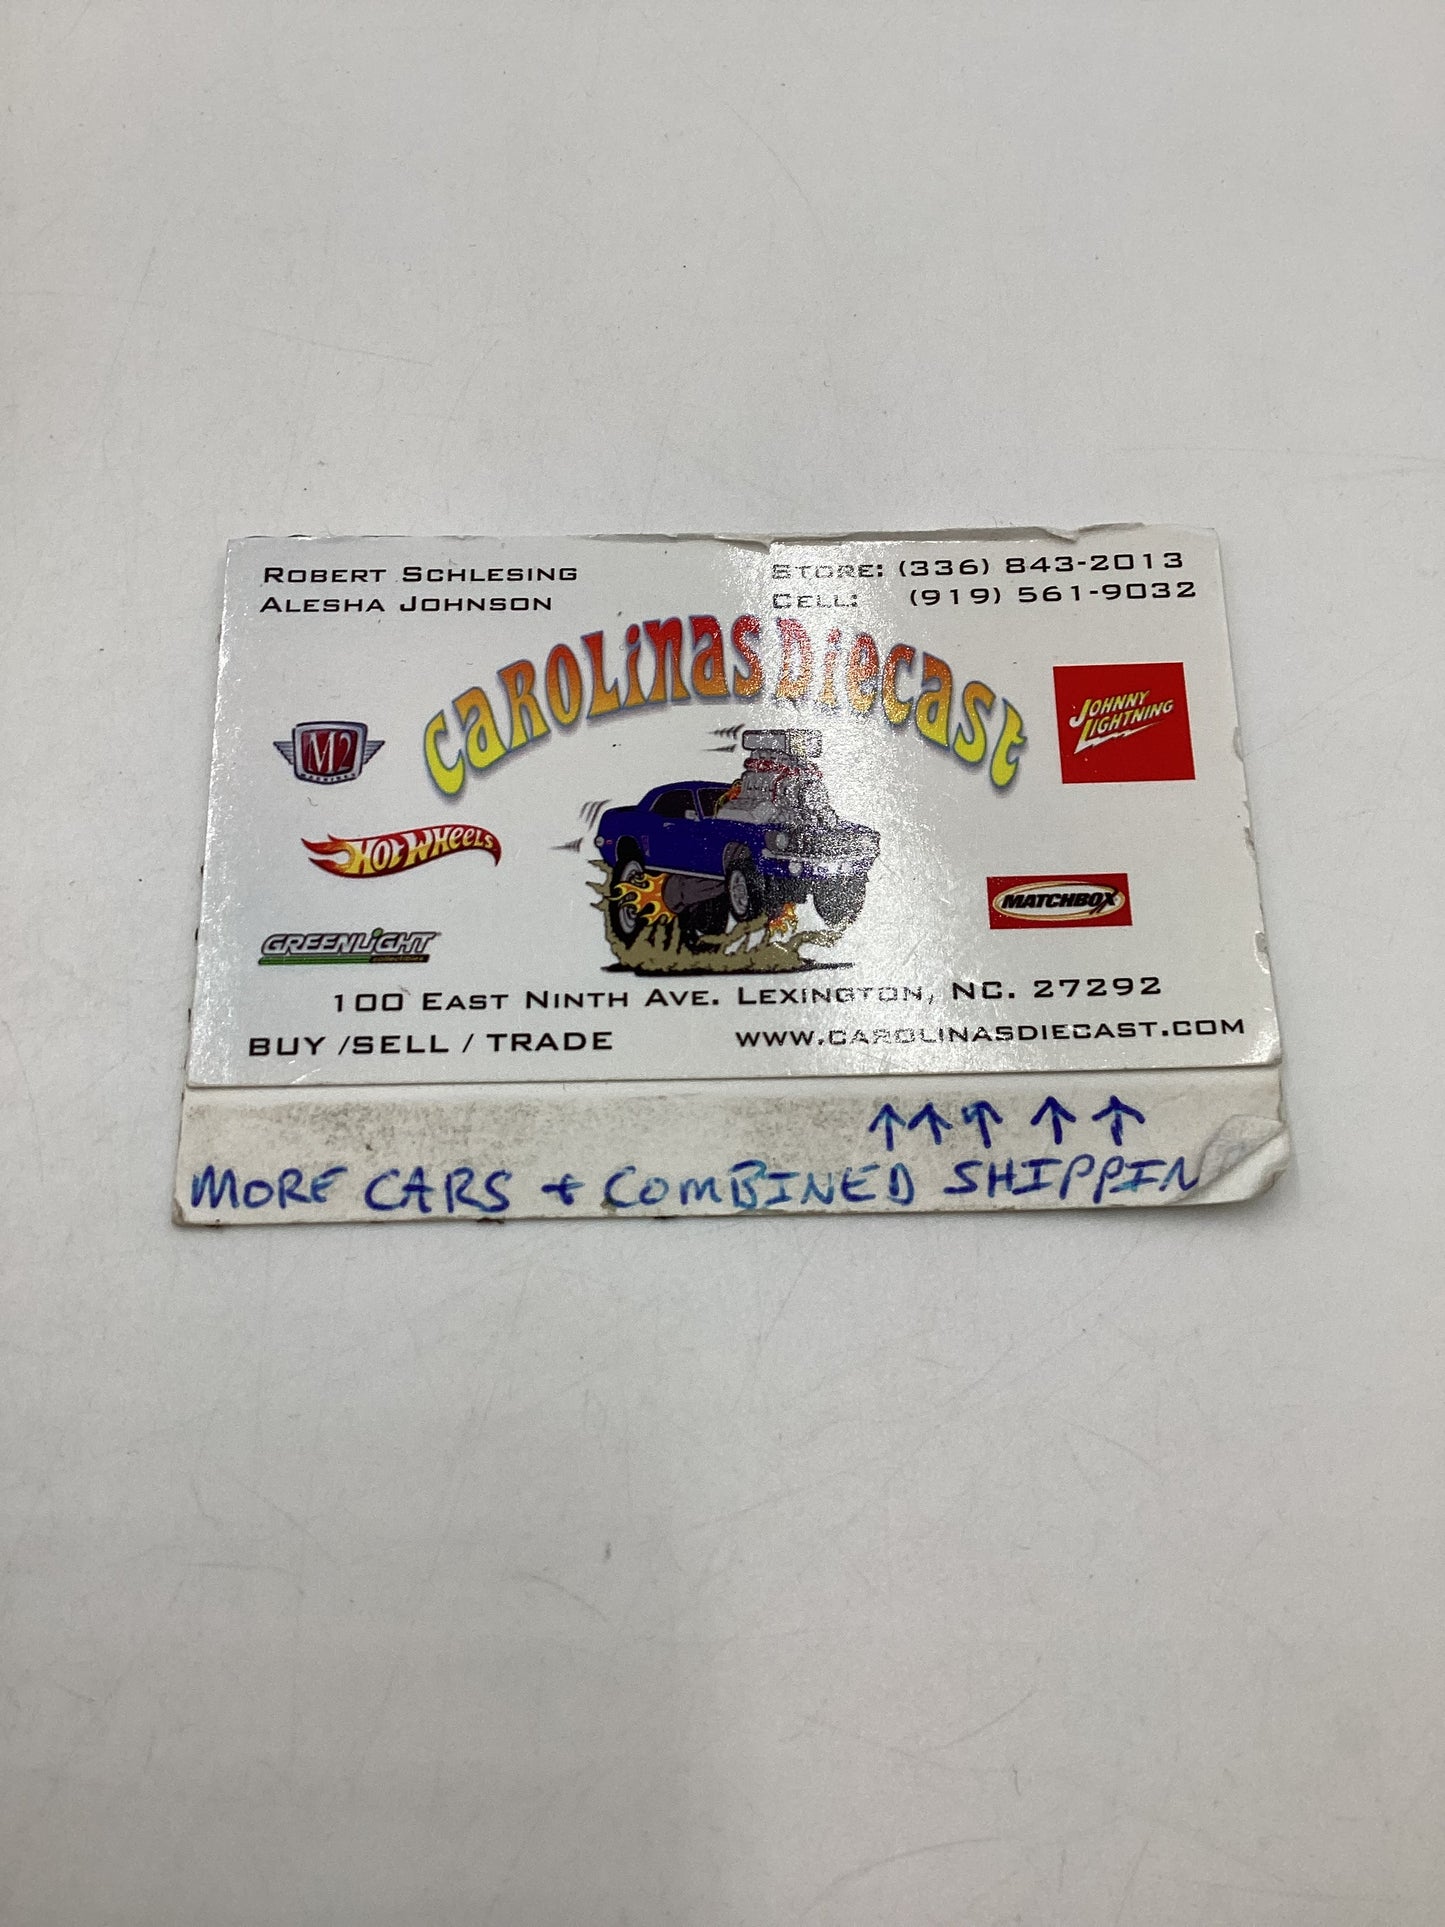 ROBERT SCHLESING
ALESHA JOHNSON
STORE: (336) 843-2013
CELL: (919) 561-9032
CAROLINAS DIECAST
M2
MACHINES
JOHNNY
LIGHTNING
HOT WHEELS
MATCHBOX
GREENLIGHT
collectibles
100 EAST NINTH AVE. LEXINGTON, NC. 27292
BUY /SELL / TRADE
WWW.CAROLINASDIECAST.COM
↑ ↑ ↑ ↑ ↑
MORE CARS + COMBINED SHIPPIN